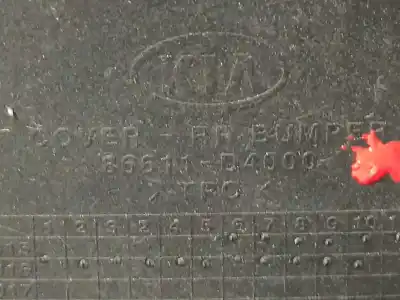 KIA
COVER - RR BUMPER
86611-D4000
>TPO<
1 2 3 4 5 6 7 8 9 10